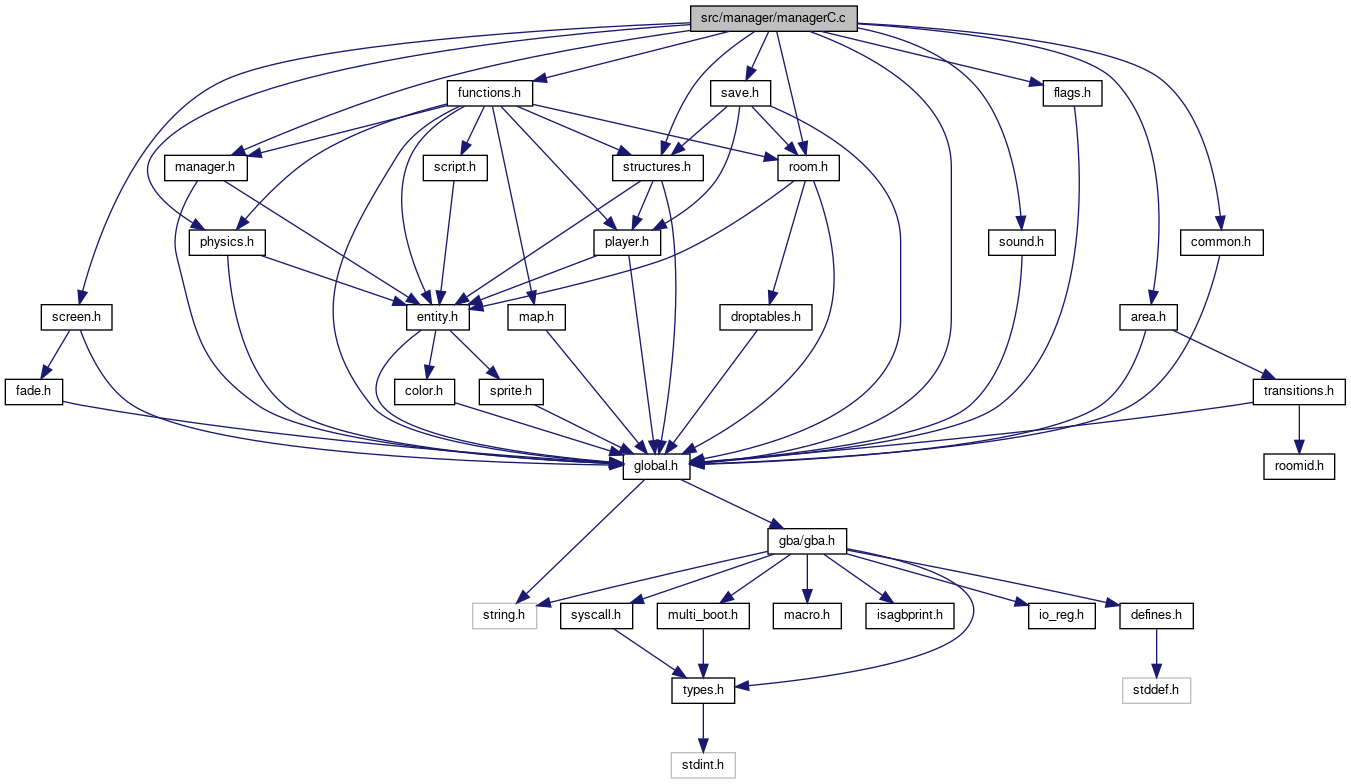 src/manager/managerC.c
functions.h
save.h
flags.h
manager.h
script.h
structures.h
room.h
physics.h
player.h
sound.h
common.h
screen.h
entity.h
map.h
droptables.h
area.h
fade.h
color.h
sprite.h
transitions.h
global.h
roomid.h
gba/gba.h
string.h
syscall.h
multi_boot.h
macro.h
isagbprint.h
io_reg.h
defines.h
types.h
stddef.h
stdint.h